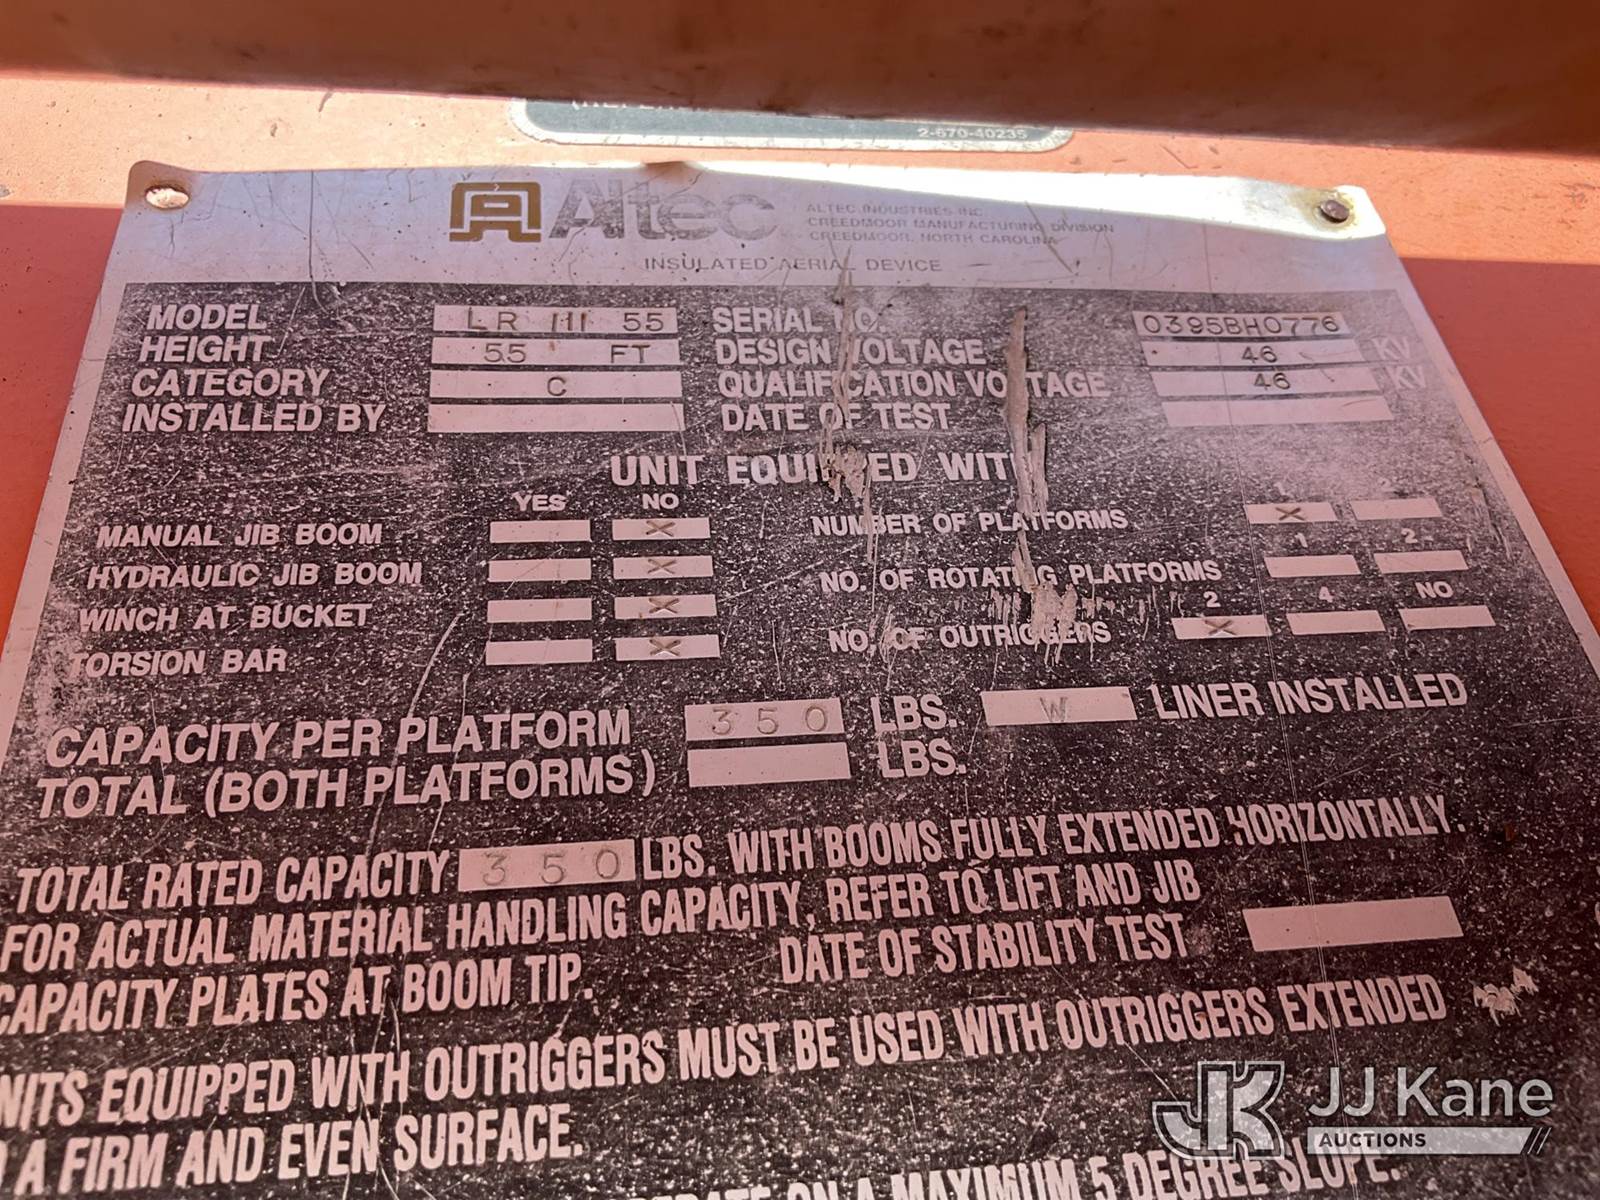 2-670-40235
Altec
ALTEC INDUSTRIES INC
CREEDMOOR MANUFACTURING DIVISION
CREEDMOOR, NORTH CAROLINA
INSULATED AERIAL DEVICE
MODEL LR III 55 SERIAL NO. 0395BH0776
HEIGHT 55 FT DESIGN VOLTAGE 46 KV
CATEGORY C QUALIFICATION VOLTAGE 46 KV
INSTALLED BY DATE OF TEST
UNIT EQUIPPED WITH
YES NO
MANUAL JIB BOOM X NUMBER OF PLATFORMS X
1 2
HYDRAULIC JIB BOOM X NO. OF ROTATING PLATFORMS
2 4 NO
WINCH AT BUCKET X NO. OF OUTRIGGERS X
TORSION BAR X
CAPACITY PER PLATFORM 350 LBS. W LINER INSTALLED
TOTAL (BOTH PLATFORMS) LBS.
TOTAL RATED CAPACITY 350 LBS. WITH BOOMS FULLY EXTENDED HORIZONTALLY.
FOR ACTUAL MATERIAL HANDLING CAPACITY, REFER TO LIFT AND JIB
CAPACITY PLATES AT BOOM TIP. DATE OF STABILITY TEST
NITS EQUIPPED WITH OUTRIGGERS MUST BE USED WITH OUTRIGGERS EXTENDED
A FIRM AND EVEN SURFACE.
ON A MAXIMUM 5 DEGREE SLOPE.
JK JJ Kane
AUCTIONS